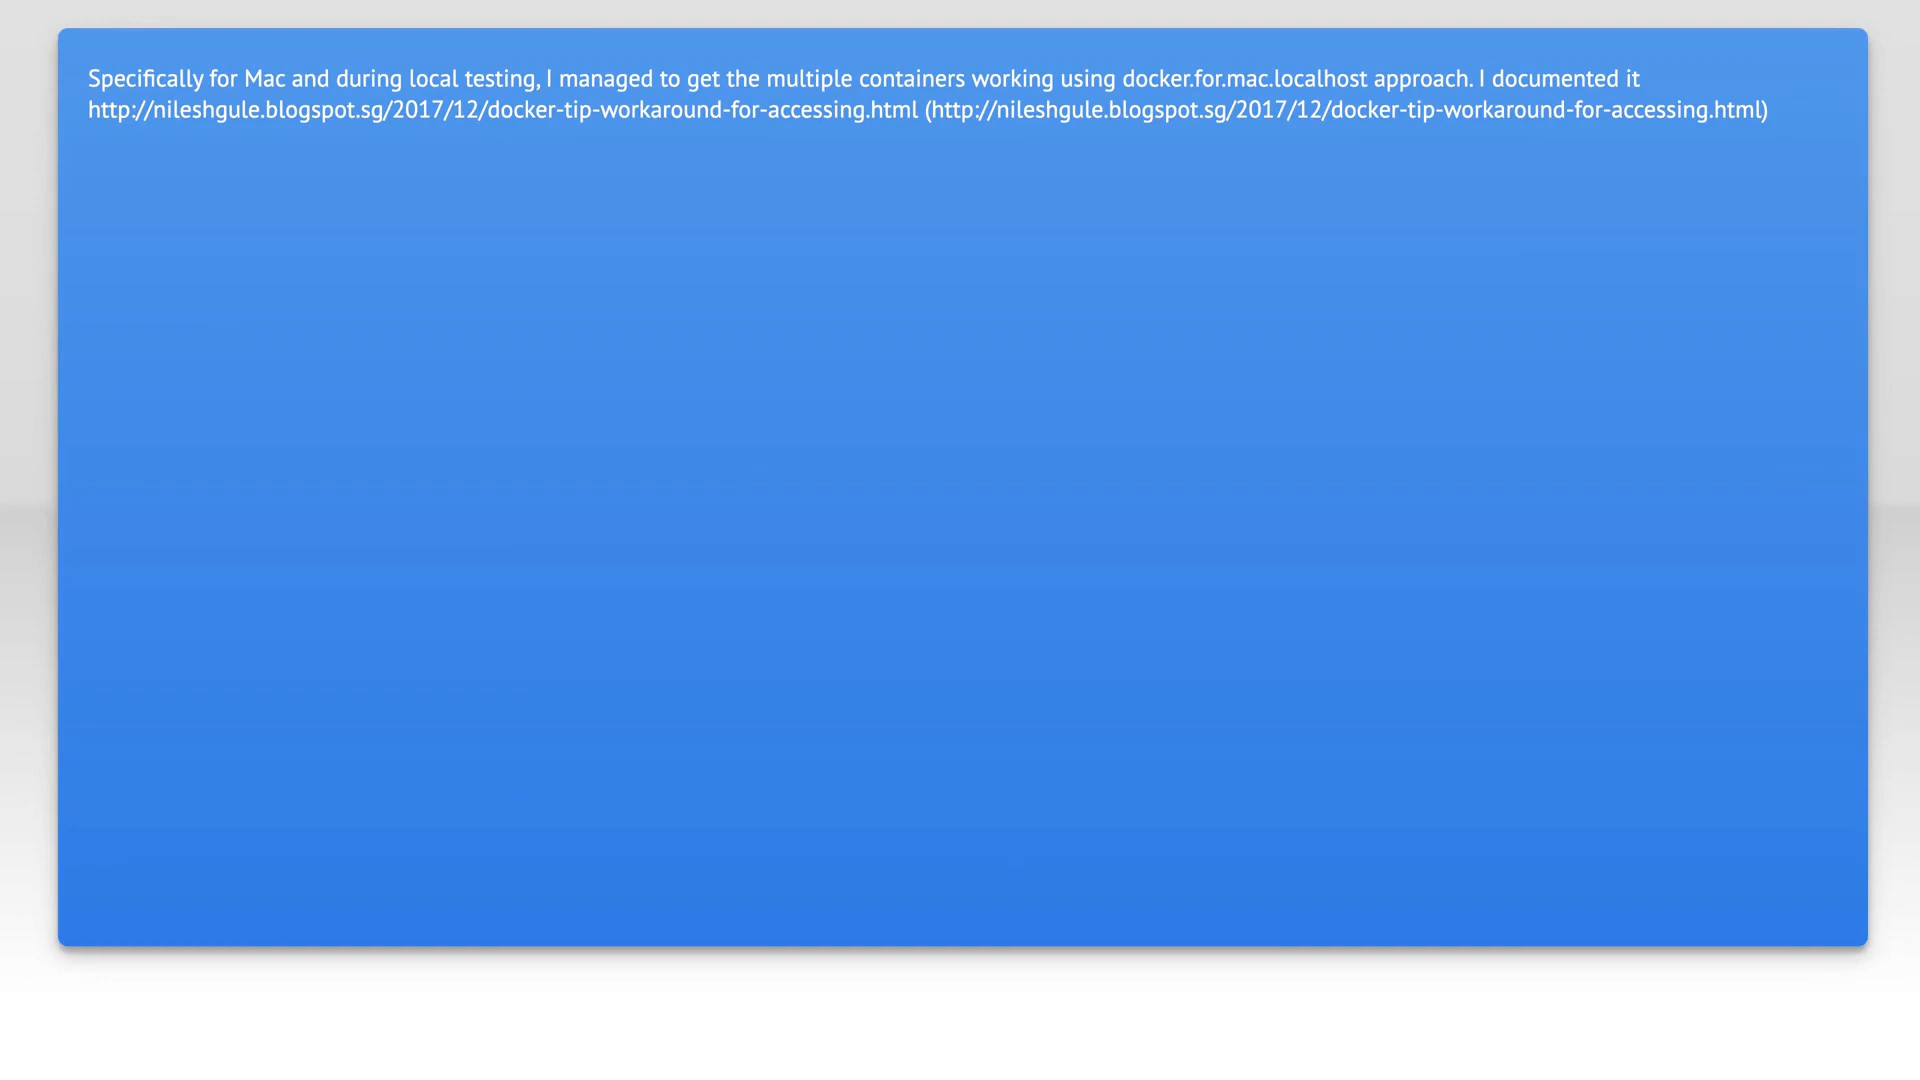 Specifically for Mac and during local testing, I managed to get the multiple containers working using docker.for.mac.localhost approach. I documented it
http://nileshgule.blogspot.sg/2017/12/docker-tip-workaround-for-accessing.html (http://nileshgule.blogspot.sg/2017/12/docker-tip-workaround-for-accessing.html)